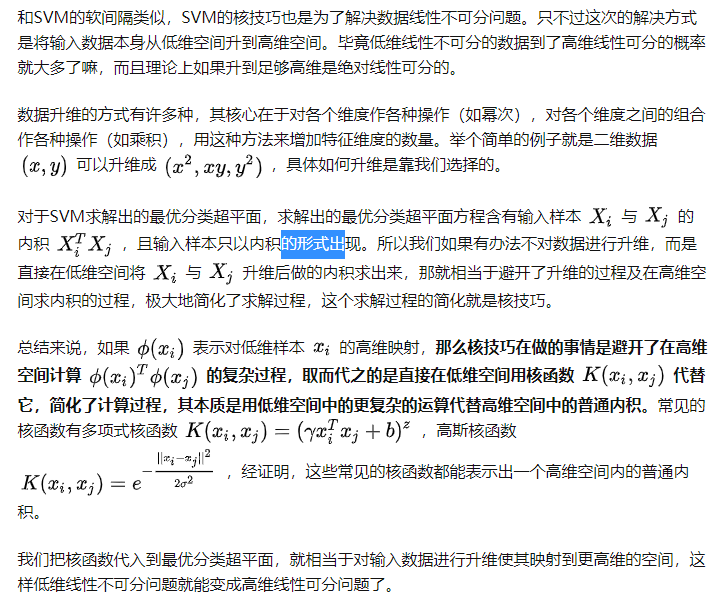 和SVM的软间隔类似，SVM的核技巧也是为了解决数据线性不可分问题。只不过这次的解决方式
是将输入数据本身从低维空间升到高维空间。毕竟低维线性不可分的数据到了高维线性可分的概率
就大多了嘛，而且理论上如果升到足够高维是绝对线性可分的。
数据升维的方式有许多种，其核心在于对各个维度作各种操作（如幂次），对各个维度之间的组合
作各种操作（如乘积），用这种方法来增加特征维度的数量。举个简单的例子就是二维数据
(x, y) 可以升维成 (x², xy, y²) ，具体如何升维是靠我们选择的。
对于SVM求解出的最优分类超平面，求解出的最优分类超平面方程含有输入样本 X_i 与 X_j 的
内积 X_i^T X_j ，且输入样本只以内积的形式出现。所以我们如果有办法不对数据进行升维，而是
直接在低维空间将 X_i 与 X_j 升维后做的内积求出来，那就相当于避开了升维的过程及在高维空
间求内积的过程，极大地简化了求解过程，这个求解过程的简化就是核技巧。
总结来说，如果 ϕ(x_i) 表示对低维样本 x_i 的高维映射，那么核技巧在做的事情是避开了在高维
空间计算 ϕ(x_i)^T ϕ(x_j) 的复杂过程，取而代之的是直接在低维空间用核函数 K(x_i, x_j) 代替
它，简化了计算过程，其本质是用低维空间中的更复杂的运算代替高维空间中的普通内积。常见的
核函数有多项式核函数 K(x_i, x_j) = (γx_i^T x_j + b)^z ，高斯核函数
K(x_i, x_j) = e^{-\frac{||x_i-x_j||^2}{2σ^2}} ，经证明，这些常见的核函数都能表示出一个高维空间内的普通内
积。
我们把核函数代入到最优分类超平面，就相当于对输入数据进行升维使其映射到更高维的空间，这
样低维线性不可分问题就能变成高维线性可分问题了。